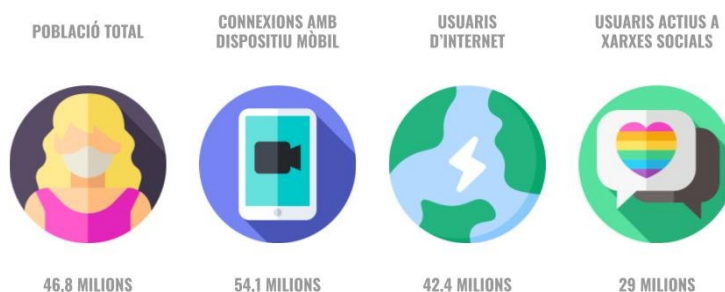 POBLACIÓ TOTAL
CONNEXIONS AMB
DISPOSITIU MÒBIL
USUARIS
D'INTERNET
USUARIS ACTIUS A
XARXES SOCIALS
46,8 MILIONS
54,1 MILIONS
42,4 MILIONS
29 MILIONS